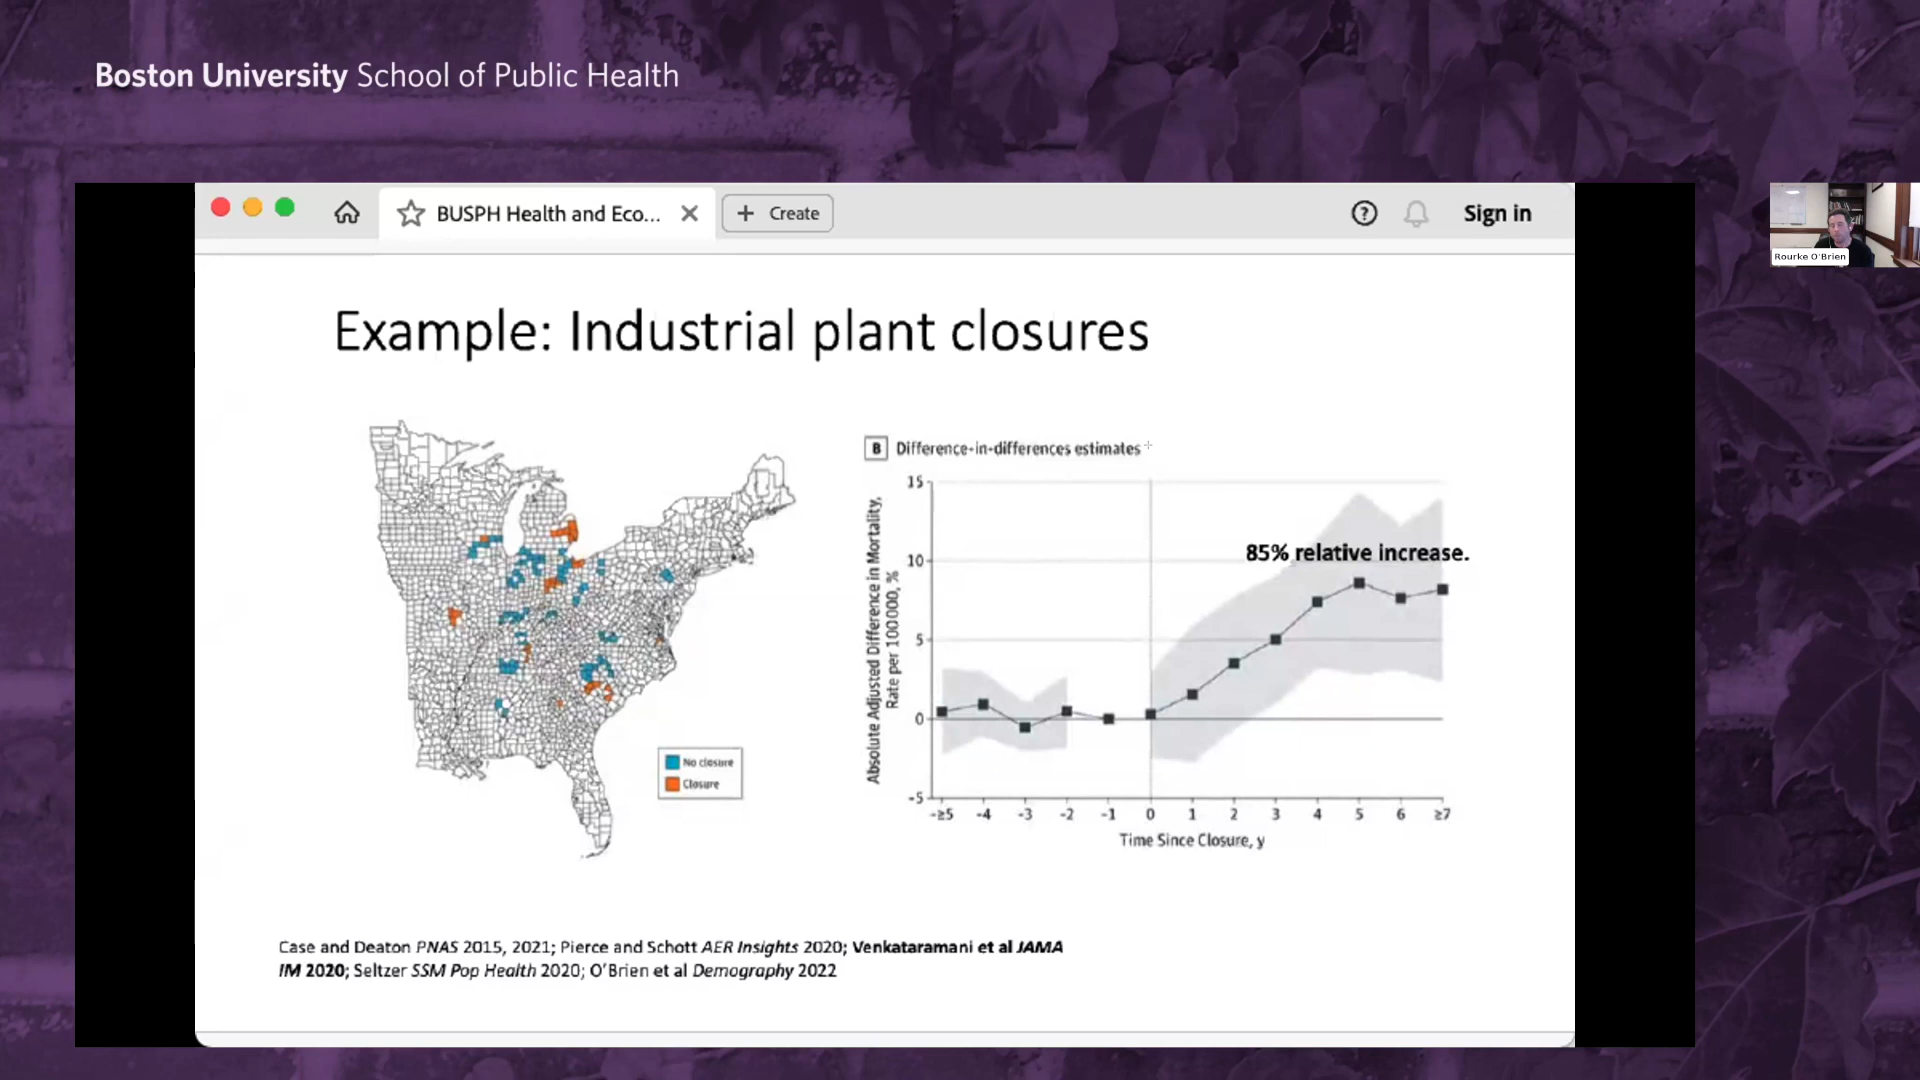 Boston University School of Public Health
BUSPH Health and Eco...
Create
Sign in
Rourke O'Brien
Example: Industrial plant closures
No closure
Closure
B Difference-in-differences estimates
Absolute Adjusted Difference in Mortality,
Rate per 100000, %
15
10
5
0
-5
85% relative increase.
-≥5 -4 -3 -2 -1 0 1 2 3 4 5 6 ≥7
Time Since Closure, y
Case and Deaton PNAS 2015, 2021; Pierce and Schott AER Insights 2020; Venkataramani et al JAMA
IM 2020; Seltzer SSM Pop Health 2020; O'Brien et al Demography 2022